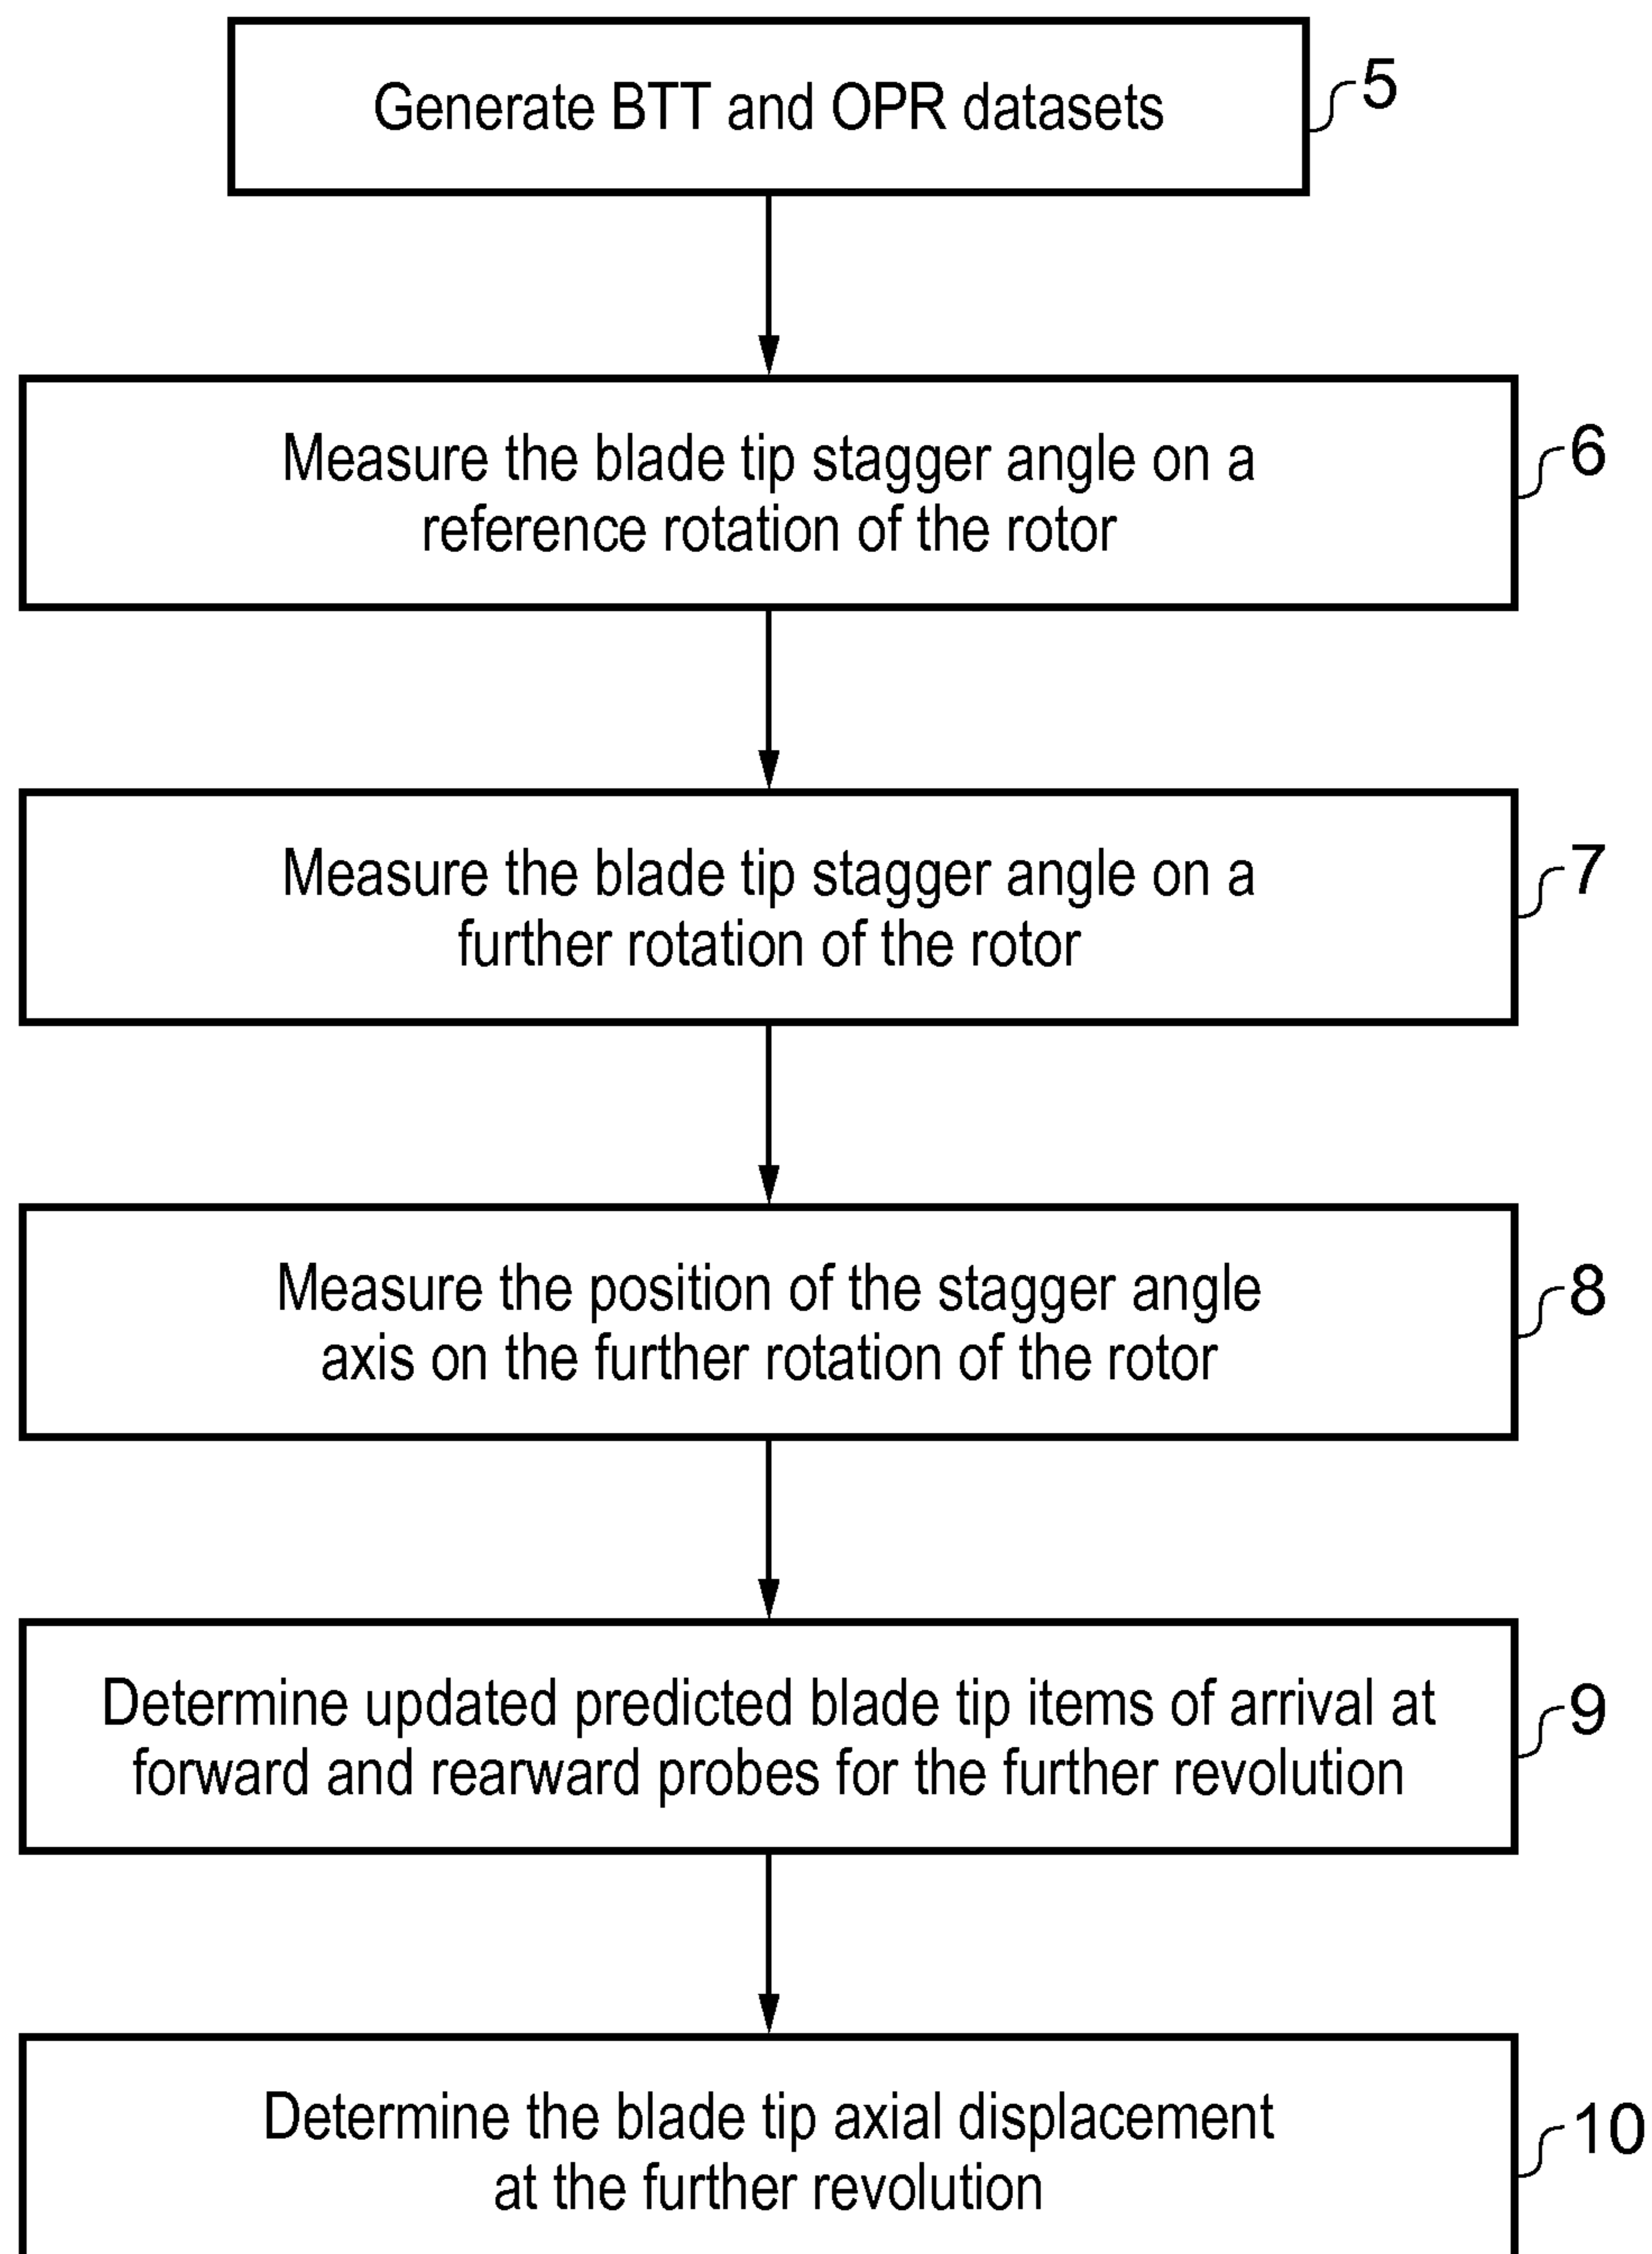 Generate BTT and OPR datasets
5
Measure the blade tip stagger angle on a
reference rotation of the rotor
6
Measure the blade tip stagger angle on a
further rotation of the rotor
7
Measure the position of the stagger angle
axis on the further rotation of the rotor
8
Determine updated predicted blade tip items of arrival at
forward and rearward probes for the further revolution
9
Determine the blade tip axial displacement
at the further revolution
10